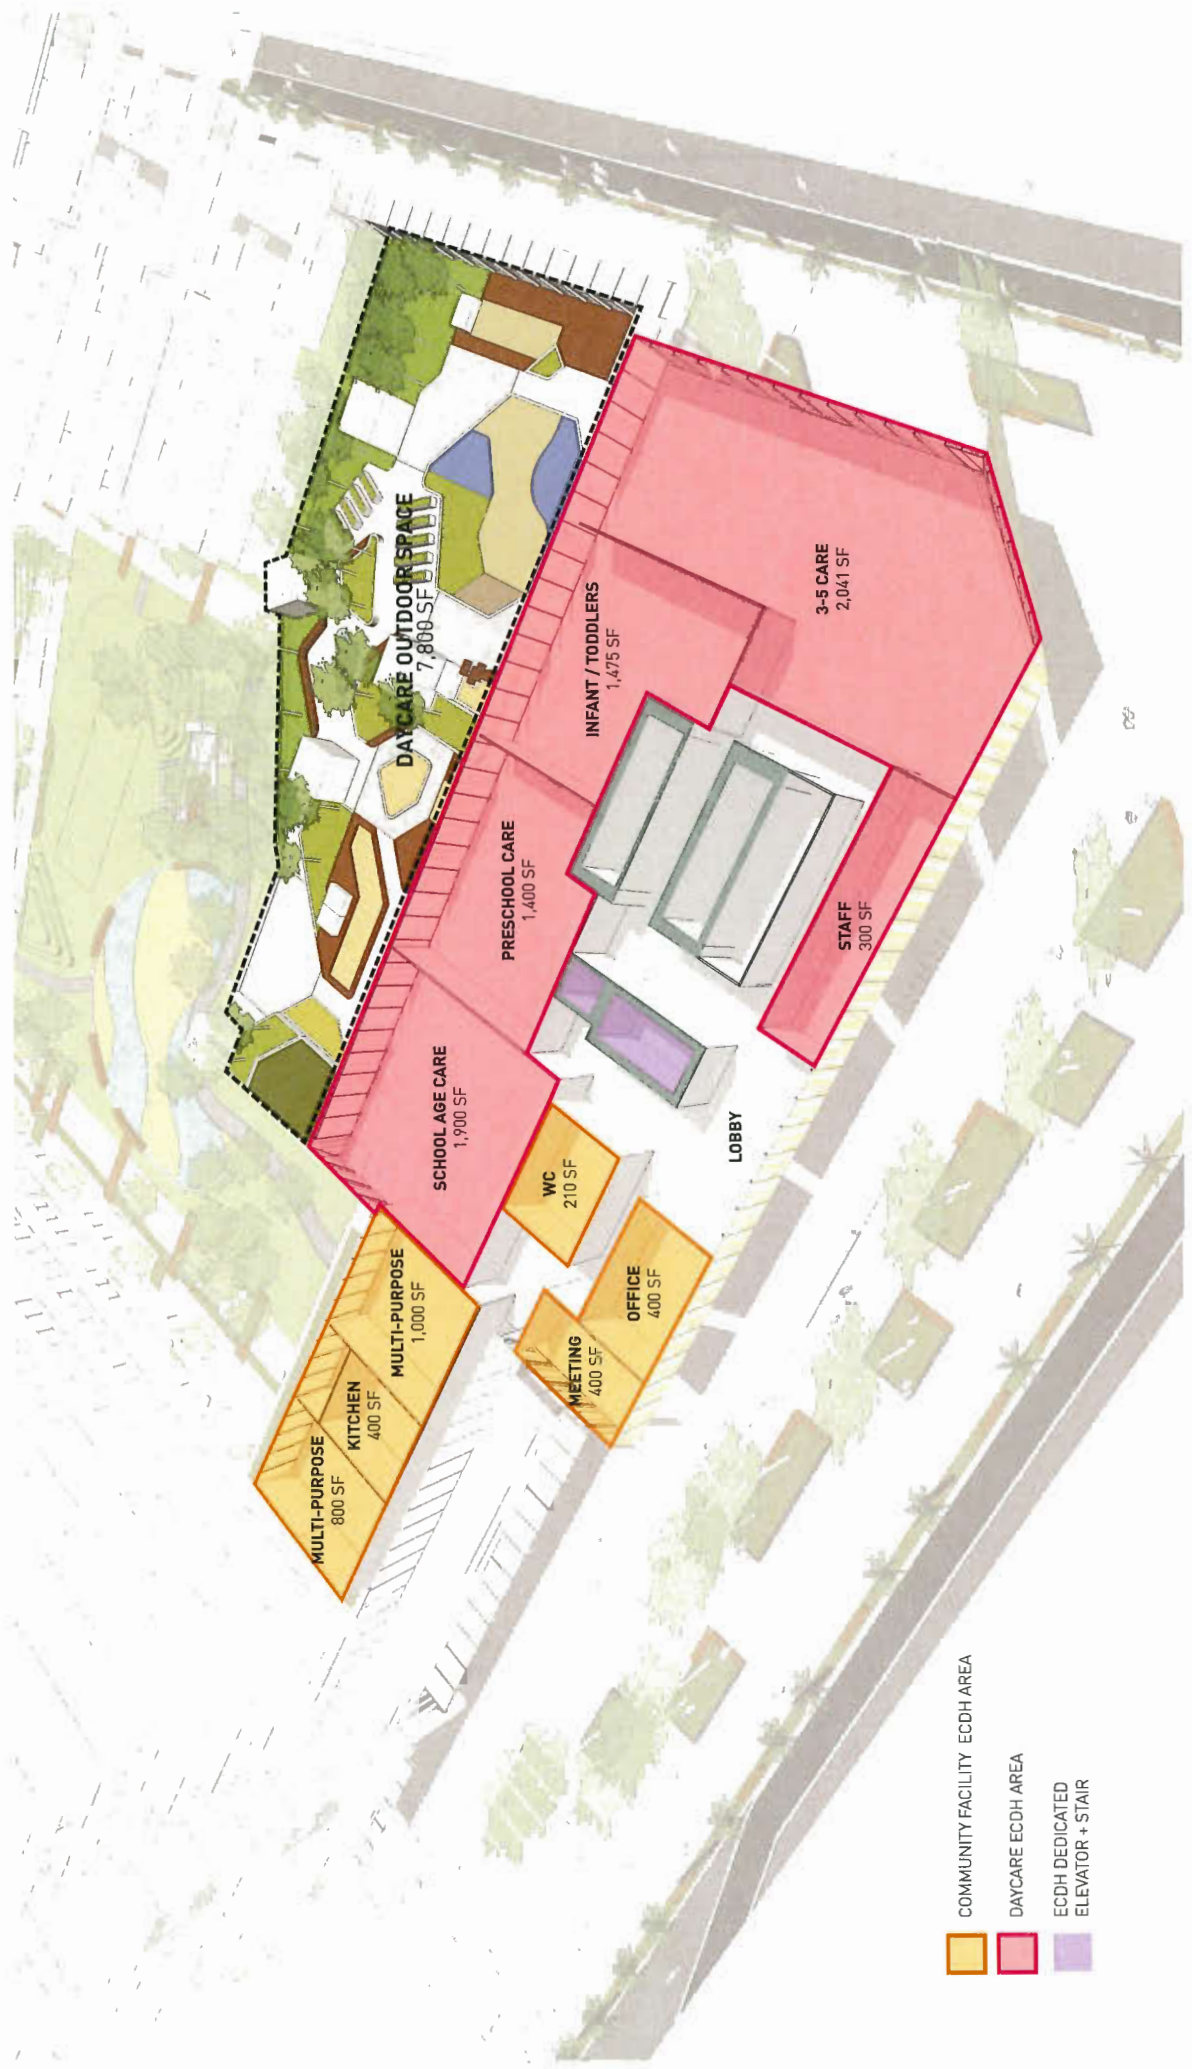 DAYCARE OUTDOOR SPACE
7,800 SF
MULTI-PURPOSE
800 SF
KITCHEN
400 SF
MULTI-PURPOSE
1,000 SF
SCHOOL AGE CARE
1,900 SF
PRESCHOOL CARE
1,400 SF
INFANT / TODDLERS
1,475 SF
3-5 CARE
2,041 SF
STAFF
300 SF
WC
210 SF
MEETING
400 SF
OFFICE
400 SF
LOBBY
COMMUNITY FACILITY ECDH AREA
DAYCARE ECDH AREA
ECDH DEDICATED
ELEVATOR + STAIR